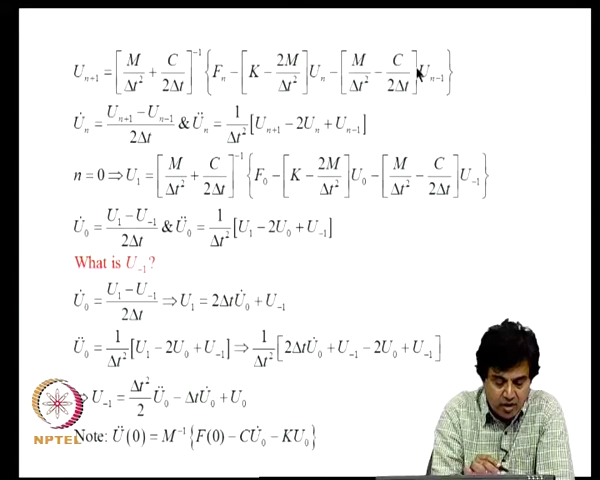 U_{n+1} = [M/Δt² + C/2Δt]⁻¹ {F_n − [K − 2M/Δt²]U_n − [M/Δt² − C/2Δt]U_{n−1}}
U̇_n = (U_{n+1} − U_{n−1})/2Δt & Ü_n = 1/Δt² [U_{n+1} − 2U_n + U_{n−1}]
n = 0 ⇒ U_1 = [M/Δt² + C/2Δt]⁻¹ {F_0 − [K − 2M/Δt²]U_0 − [M/Δt² − C/2Δt]U_{−1}}
U̇_0 = (U_1 − U_{−1})/2Δt & Ü_0 = 1/Δt² [U_1 − 2U_0 + U_{−1}]
What is U_{−1}?
U̇_0 = (U_1 − U_{−1})/2Δt ⇒ U_1 = 2ΔtU̇_0 + U_{−1}
Ü_0 = 1/Δt² [U_1 − 2U_0 + U_{−1}] ⇒ 1/Δt² [2ΔtU̇_0 + U_{−1} − 2U_0 + U_{−1}]
⇒ U_{−1} = Δt²/2 Ü_0 − ΔtU̇_0 + U_0
Note: Ü(0) = M⁻¹{F(0) − CU̇_0 − KU_0}
NPTEL